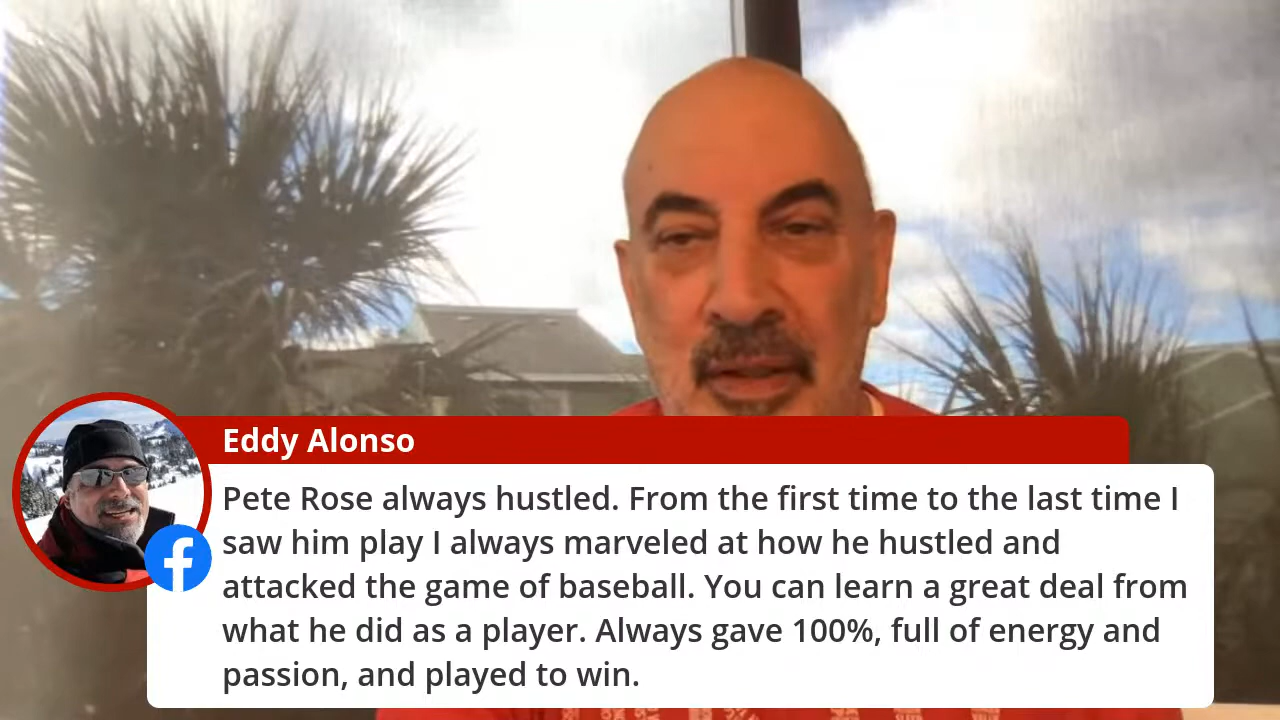 Eddy Alonso
Pete Rose always hustled. From the first time to the last time I
saw him play I always marveled at how he hustled and
attacked the game of baseball. You can learn a great deal from
what he did as a player. Always gave 100%, full of energy and
passion, and played to win.